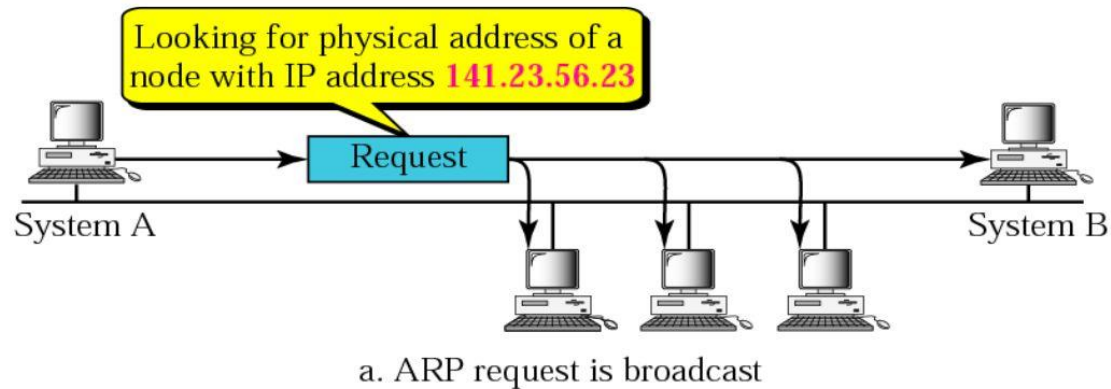 Looking for physical address of a
node with IP address 141.23.56.23
Request
System A
System B
a. ARP request is broadcast